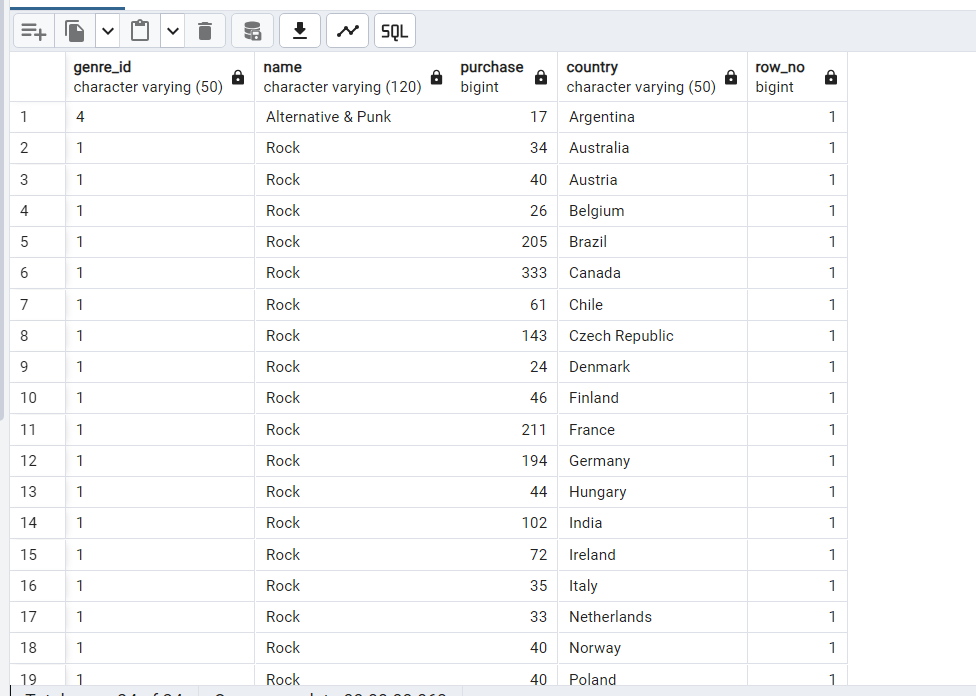 SQL
genre_id name purchase country row_no
character varying (50) character varying (120) bigint character varying (50) bigint
1 4 Alternative & Punk 17 Argentina 1
2 1 Rock 34 Australia 1
3 1 Rock 40 Austria 1
4 1 Rock 26 Belgium 1
5 1 Rock 205 Brazil 1
6 1 Rock 333 Canada 1
7 1 Rock 61 Chile 1
8 1 Rock 143 Czech Republic 1
9 1 Rock 24 Denmark 1
10 1 Rock 46 Finland 1
11 1 Rock 211 France 1
12 1 Rock 194 Germany 1
13 1 Rock 44 Hungary 1
14 1 Rock 102 India 1
15 1 Rock 72 Ireland 1
16 1 Rock 35 Italy 1
17 1 Rock 33 Netherlands 1
18 1 Rock 40 Norway 1
19 1 Rock 40 Poland 1